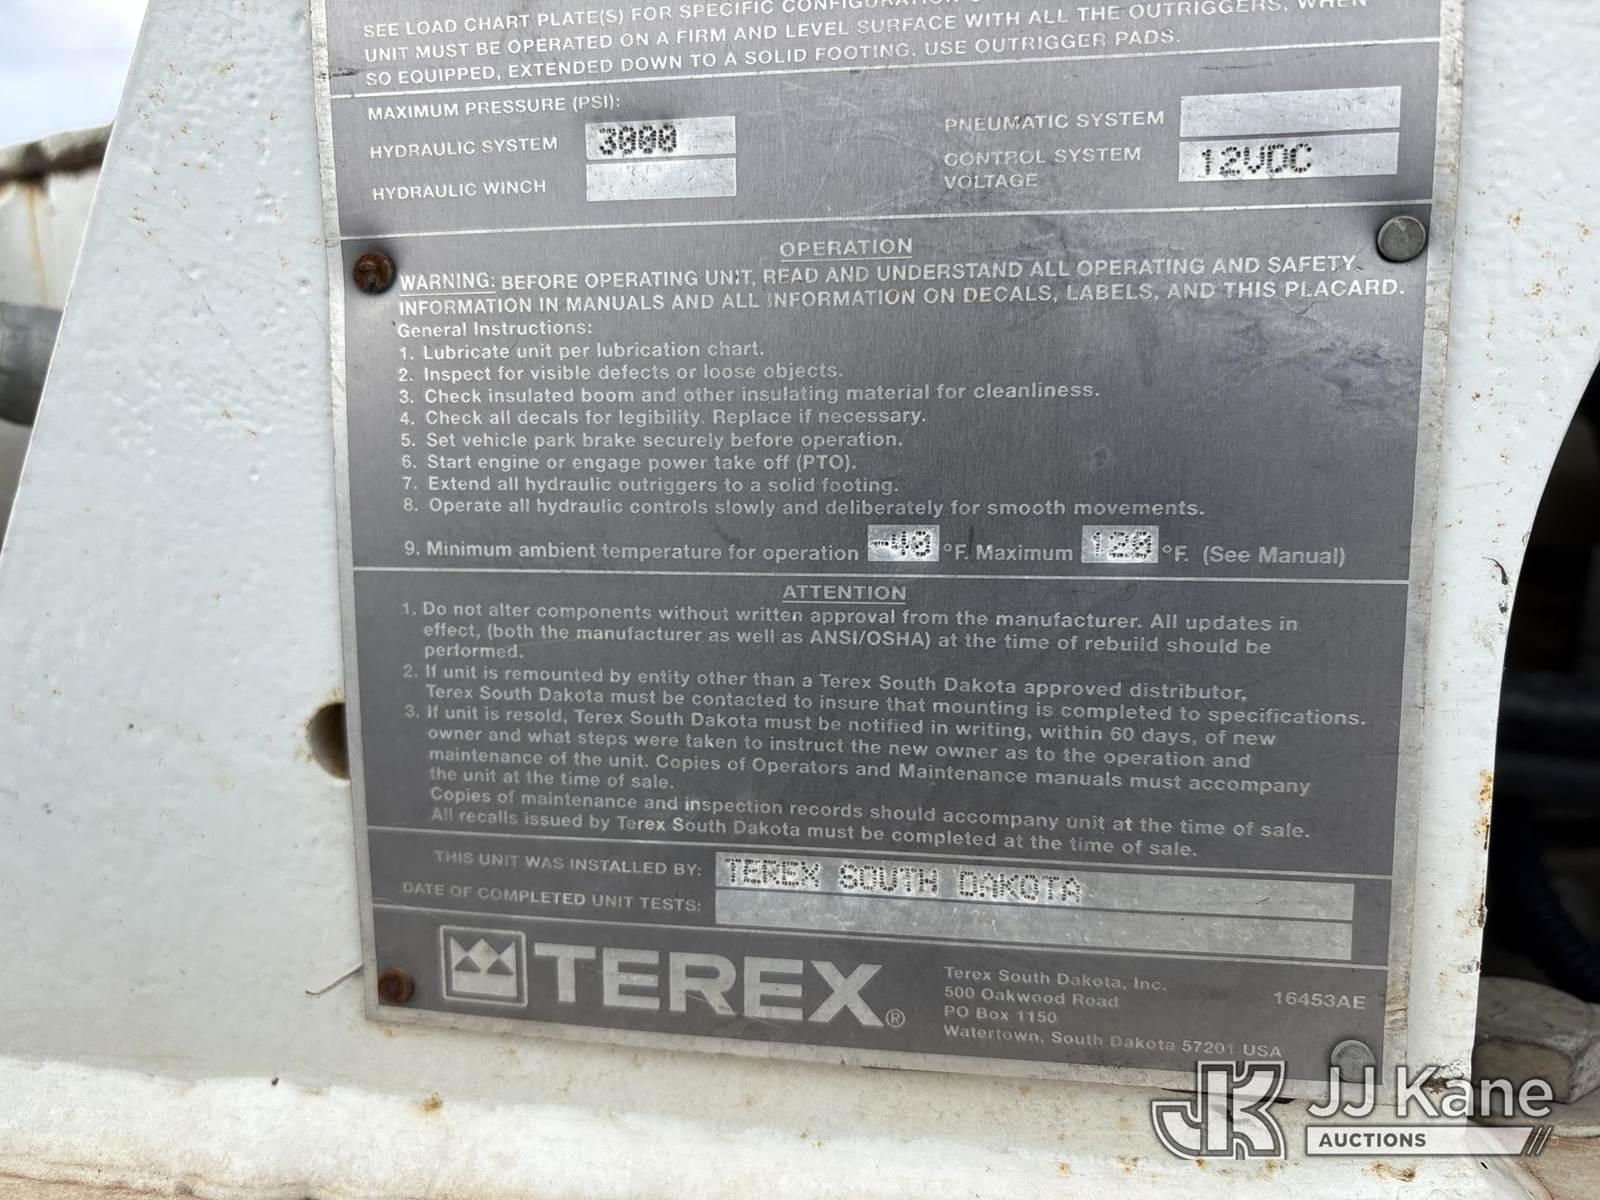 SEE LOAD CHART PLATE(S) FOR SPECIFIC
UNIT MUST BE OPERATED ON A FIRM AND LEVEL SURFACE WITH ALL THE OUTRIGGERS, WHEN
SO EQUIPPED, EXTENDED DOWN TO A SOLID FOOTING. USE OUTRIGGER PADS.
MAXIMUM PRESSURE (PSI):
HYDRAULIC SYSTEM 3000
HYDRAULIC WINCH
PNEUMATIC SYSTEM
CONTROL SYSTEM
VOLTAGE 12VDC
OPERATION
WARNING: BEFORE OPERATING UNIT, READ AND UNDERSTAND ALL OPERATING AND SAFETY
INFORMATION IN MANUALS AND ALL INFORMATION ON DECALS, LABELS, AND THIS PLACARD.
General Instructions:
1. Lubricate unit per lubrication chart.
2. Inspect for visible defects or loose objects.
3. Check insulated boom and other insulating material for cleanliness.
4. Check all decals for legibility. Replace if necessary.
5. Set vehicle park brake securely before operation.
6. Start engine or engage power take off (PTO).
7. Extend all hydraulic outriggers to a solid footing.
8. Operate all hydraulic controls slowly and deliberately for smooth movements.
9. Minimum ambient temperature for operation -40 °F. Maximum 120 °F. (See Manual)
ATTENTION
1. Do not alter components without written approval from the manufacturer. All updates in
effect, (both the manufacturer as well as ANSI/OSHA) at the time of rebuild should be
performed.
2. If unit is remounted by entity other than a Terex South Dakota approved distributor,
Terex South Dakota must be contacted to insure that mounting is completed to specifications.
3. If unit is resold, Terex South Dakota must be notified in writing, within 60 days, of new
owner and what steps were taken to instruct the new owner as to the operation and
maintenance of the unit. Copies of Operators and Maintenance manuals must accompany
the unit at the time of sale.
Copies of maintenance and inspection records should accompany unit at the time of sale.
All recalls issued by Terex South Dakota must be completed at the time of sale.
THIS UNIT WAS INSTALLED BY: TEREX SOUTH DAKOTA
DATE OF COMPLETED UNIT TESTS:
TEREX®
Terex South Dakota, Inc.
500 Oakwood Road
PO Box 1150
Watertown, South Dakota 57201 USA
16453AE
JK JJ Kane
AUCTIONS